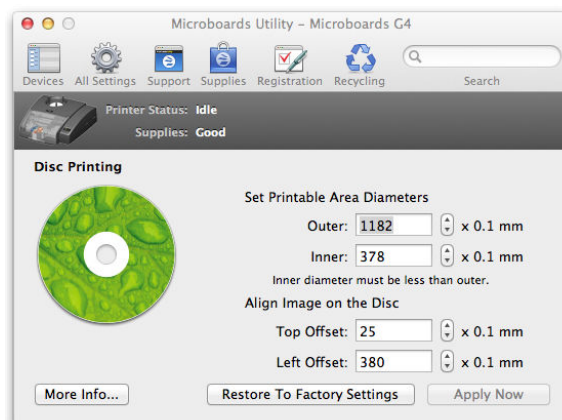 Microboards Utility – Microboards G4
Devices All Settings Support Supplies Registration Recycling Search
Printer Status: Idle
Supplies: Good
Disc Printing
Set Printable Area Diameters
Outer: 1182 x 0.1 mm
Inner: 378 x 0.1 mm
Inner diameter must be less than outer.
Align Image on the Disc
Top Offset: 25 x 0.1 mm
Left Offset: 380 x 0.1 mm
More Info... Restore To Factory Settings Apply Now